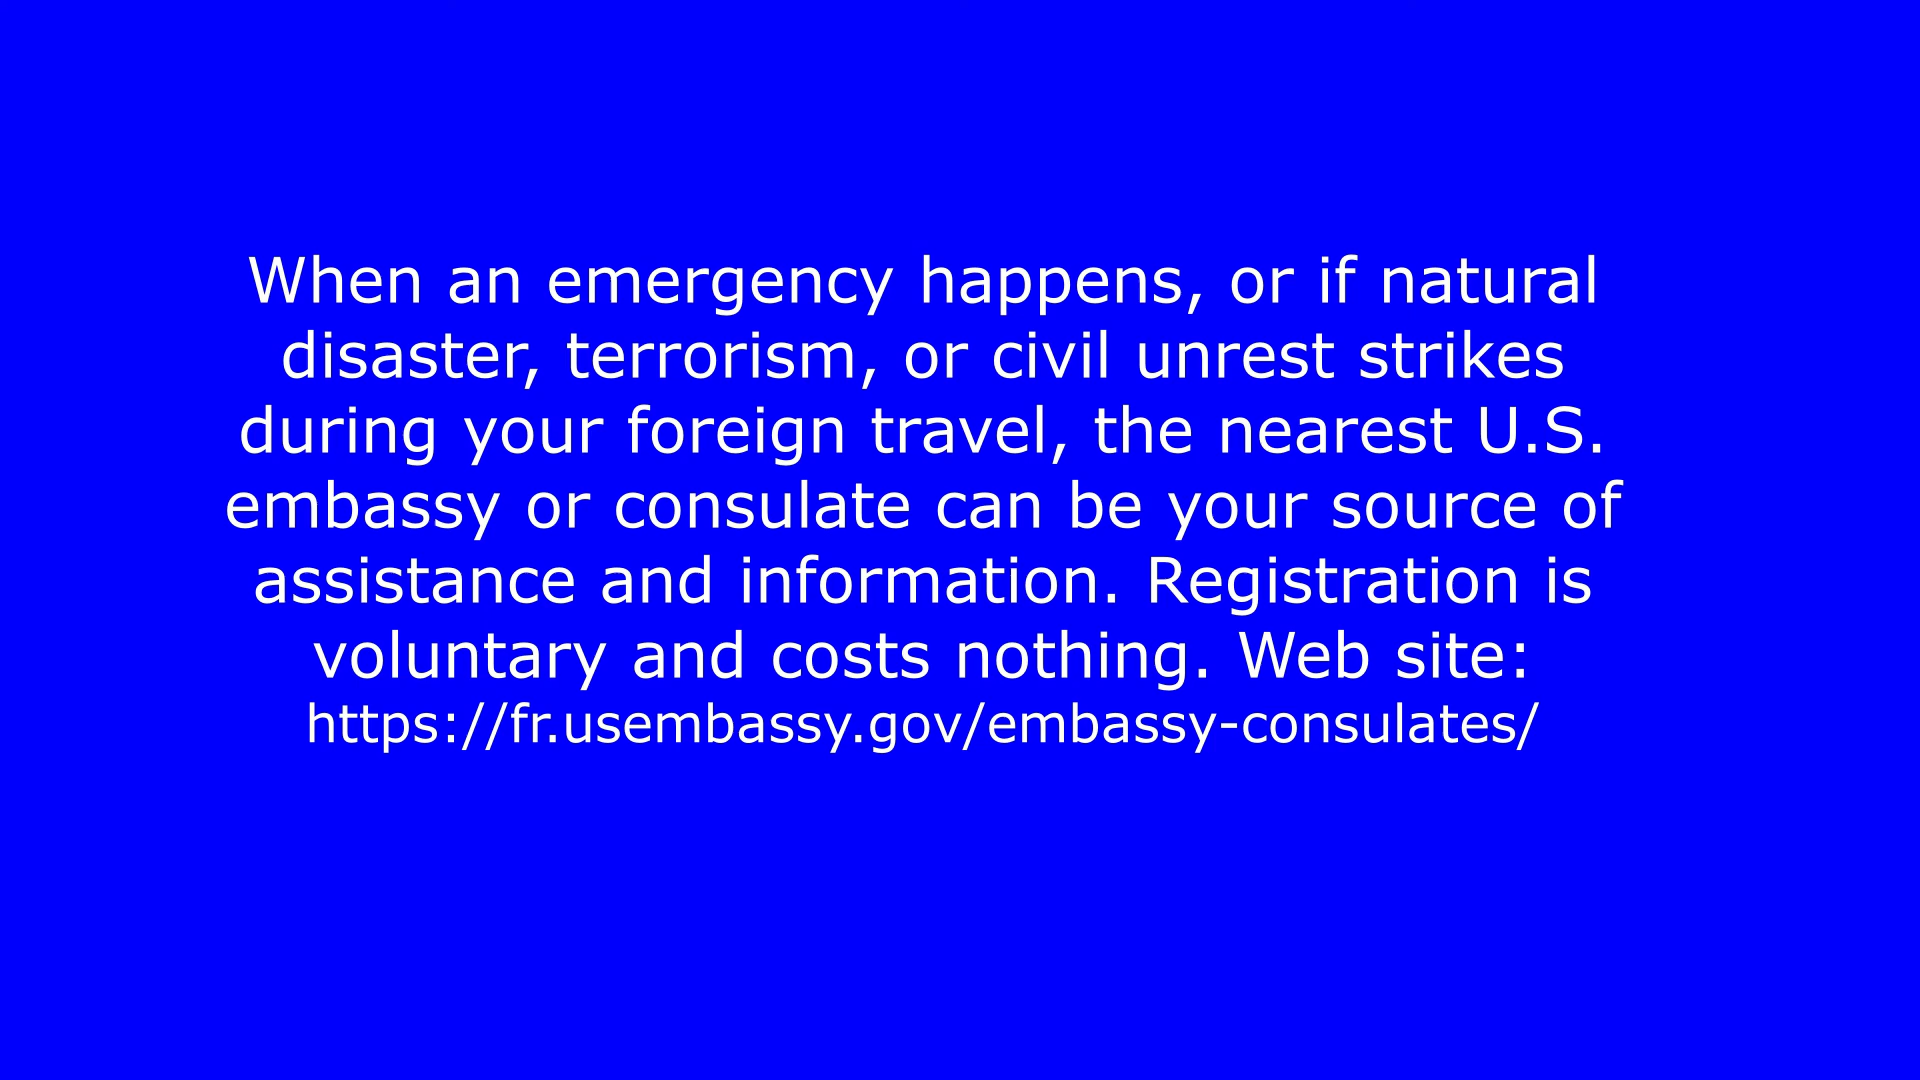 When an emergency happens, or if natural
disaster, terrorism, or civil unrest strikes
during your foreign travel, the nearest U.S.
embassy or consulate can be your source of
assistance and information. Registration is
voluntary and costs nothing. Web site:
https://fr.usembassy.gov/embassy-consulates/